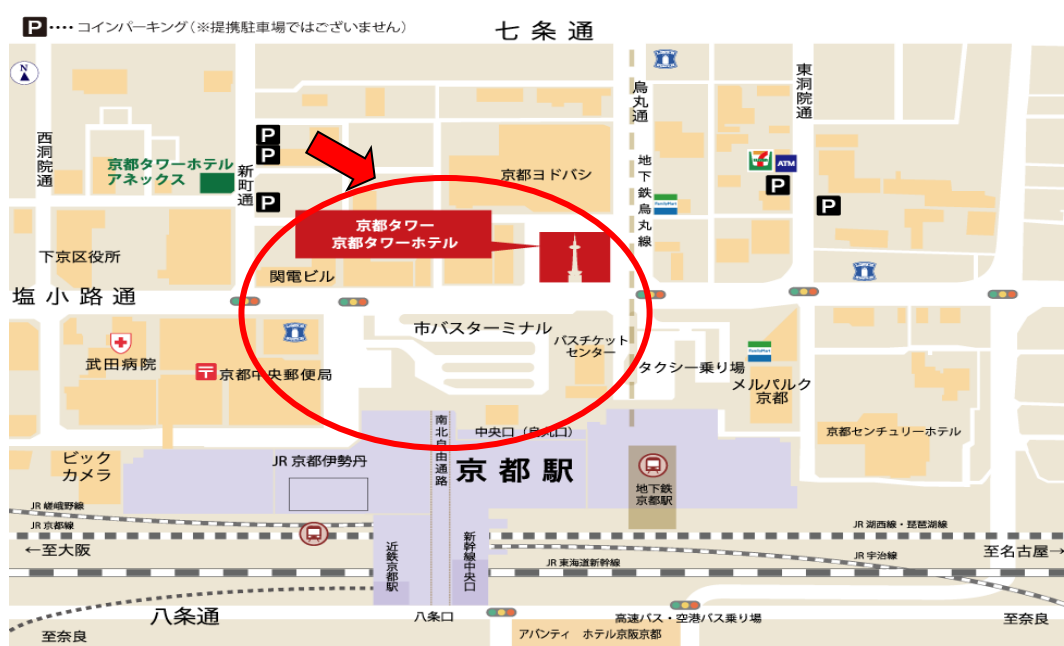 P・・・・コインパーキング（※提携駐車場ではございません）
七条通
N
烏丸通
東洞院通
西洞院通
京都タワーホテル
アネックス
新町通
P
P
P
京都ヨドバシ
地下鉄烏丸線
FamilyMart
ATM
P
P
京都タワー
京都タワーホテル
下京区役所
関電ビル
塩小路通
市バスターミナル
バスチケット
センター
武田病院
京都中央郵便局
タクシー乗り場
FamilyMart
メルパルク
京都
南北自由通路
中央口（烏丸口）
京都センチュリーホテル
ビック
カメラ
JR 京都伊勢丹
京都駅
地下鉄
京都駅
JR 嵯峨野線
JR 京都線
←至大阪
近鉄京都駅
新幹線中央口
JR 湖西線・琵琶湖線
至名古屋→
JR 宇治線
JR 東海道新幹線
八条通
八条口
高速バス・空港バス乗り場
至奈良
至奈良
アバンティ ホテル京阪京都